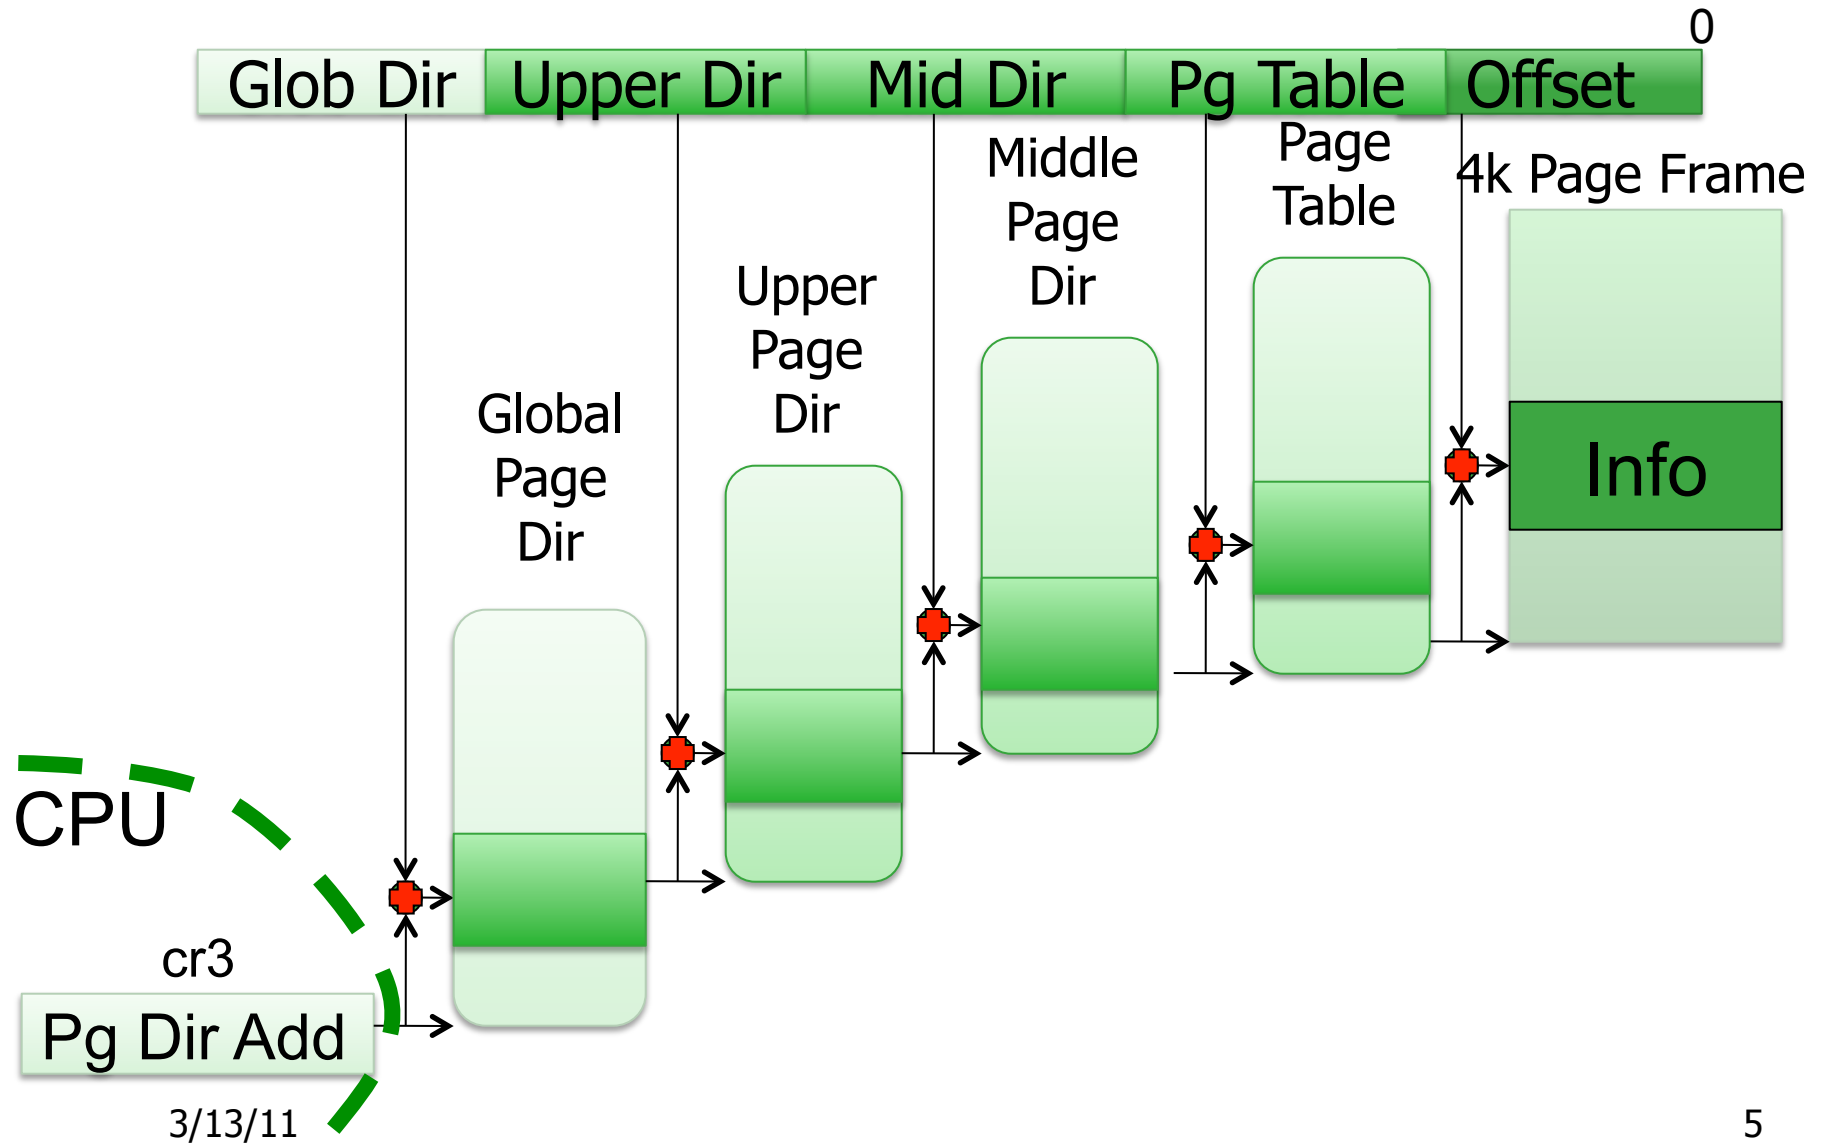 0
Glob Dir Upper Dir Mid Dir Pg Table Offset
Page
Table
4k Page Frame
Middle
Page
Dir
Upper
Page
Dir
Global
Page
Dir
Info
CPU
cr3
Pg Dir Add
3/13/11
5